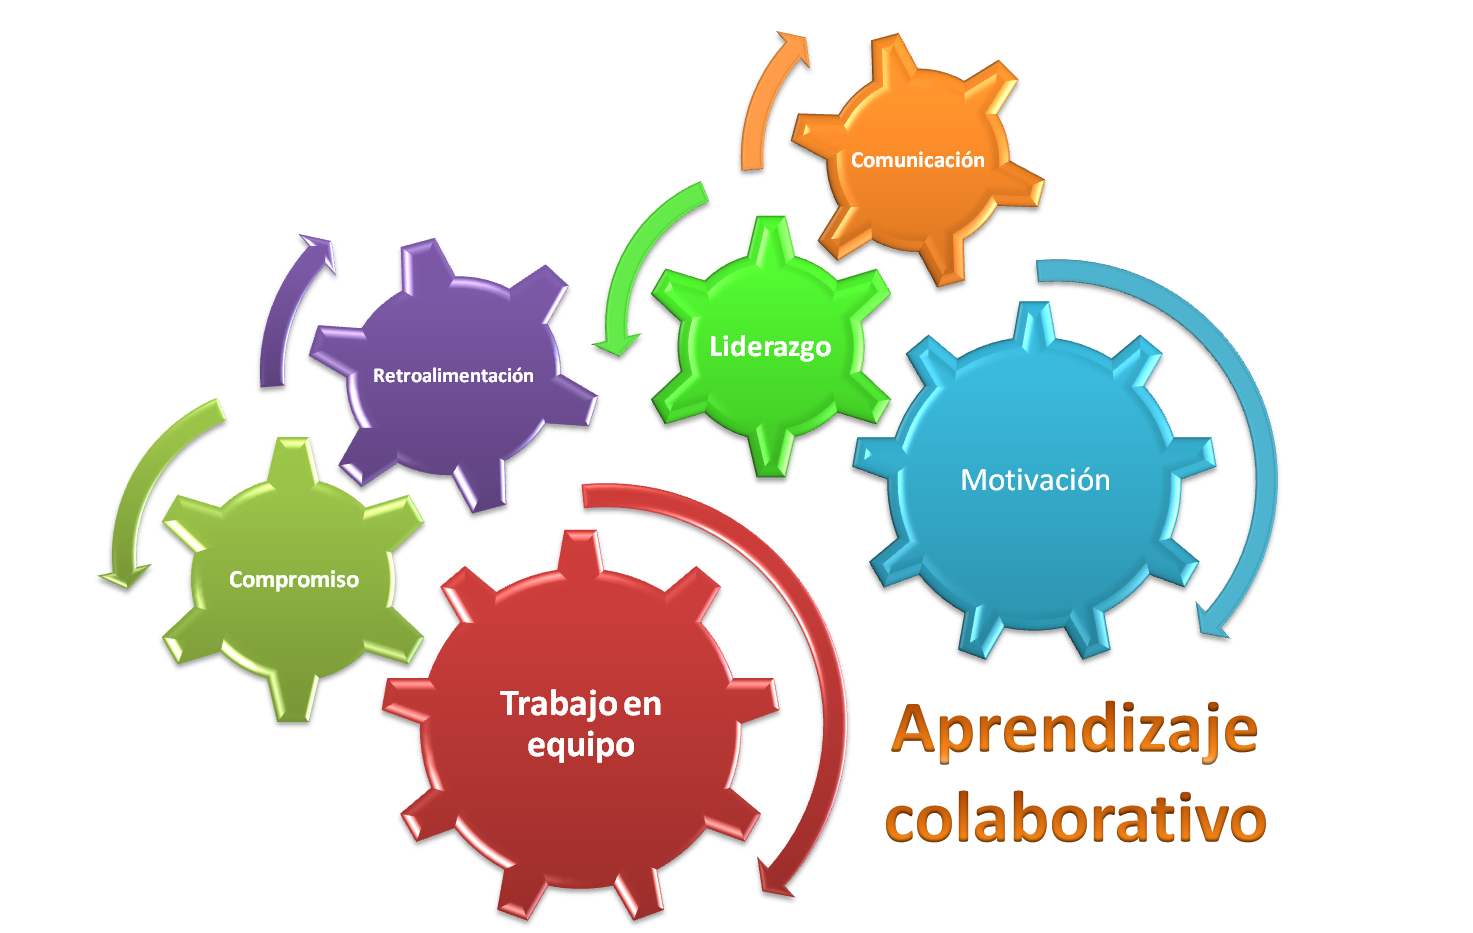 Comunicación
Liderazgo
Retroalimentación
Motivación
Compromiso
Trabajo en
equipo
Aprendizaje
colaborativo